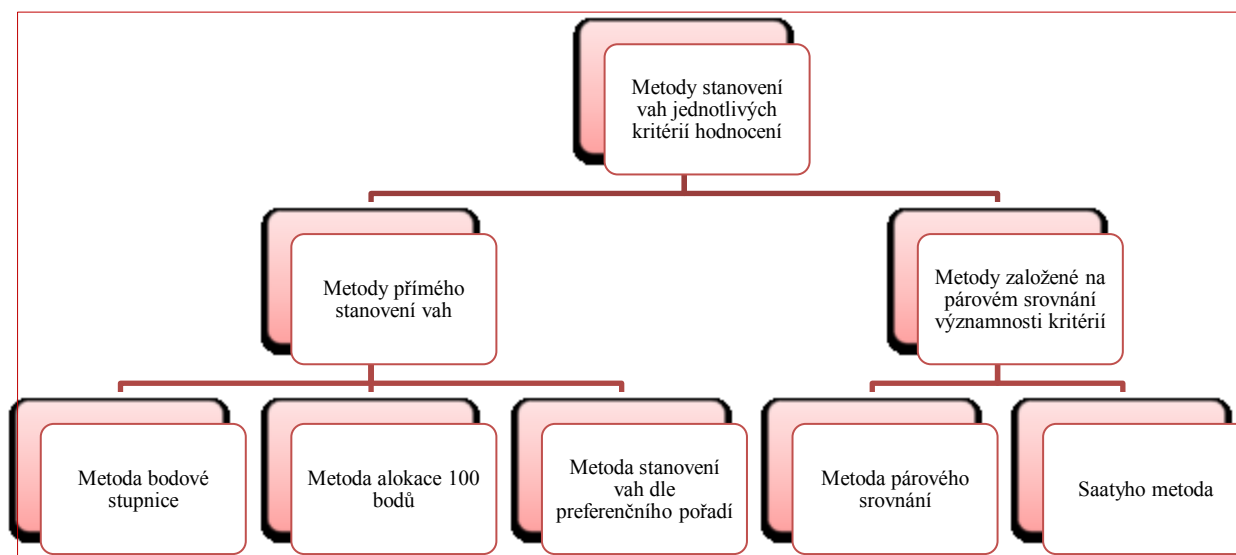 Metody stanovení
vah jednotlivých
kritérií hodnocení
Metody přímého
stanovení vah
Metody založené na
párovém srovnání
významnosti kritérií
Metoda bodové
stupnice
Metoda alokace 100
bodů
Metoda stanovení
vah dle
preferenčního pořadí
Metoda párového
srovnání
Saatyho metoda